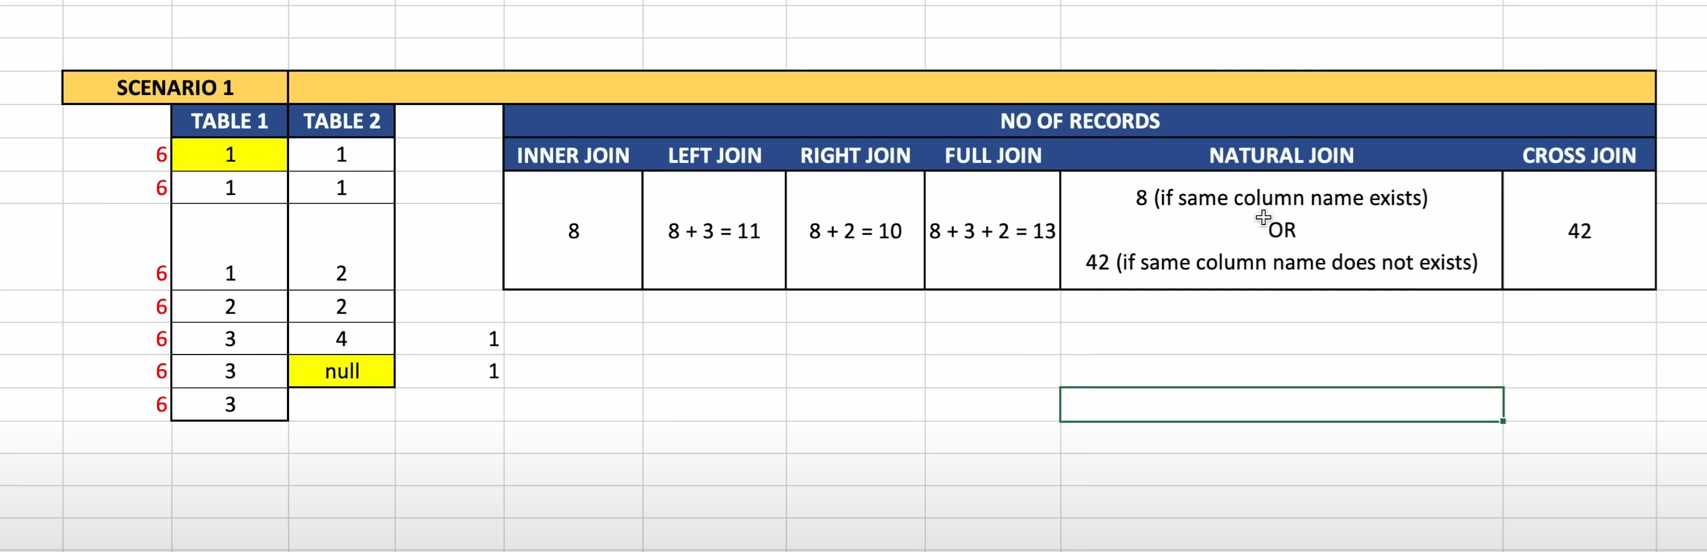 SCENARIO 1
TABLE 1 TABLE 2 NO OF RECORDS
6 1 1 INNER JOIN LEFT JOIN RIGHT JOIN FULL JOIN NATURAL JOIN CROSS JOIN
6 1 1
8 (if same column name exists)
8 8 + 3 = 11 8 + 2 = 10 8 + 3 + 2 = 13 OR 42
42 (if same column name does not exists)
6 1 2
6 2 2
6 3 4 1
6 3 null 1
6 3